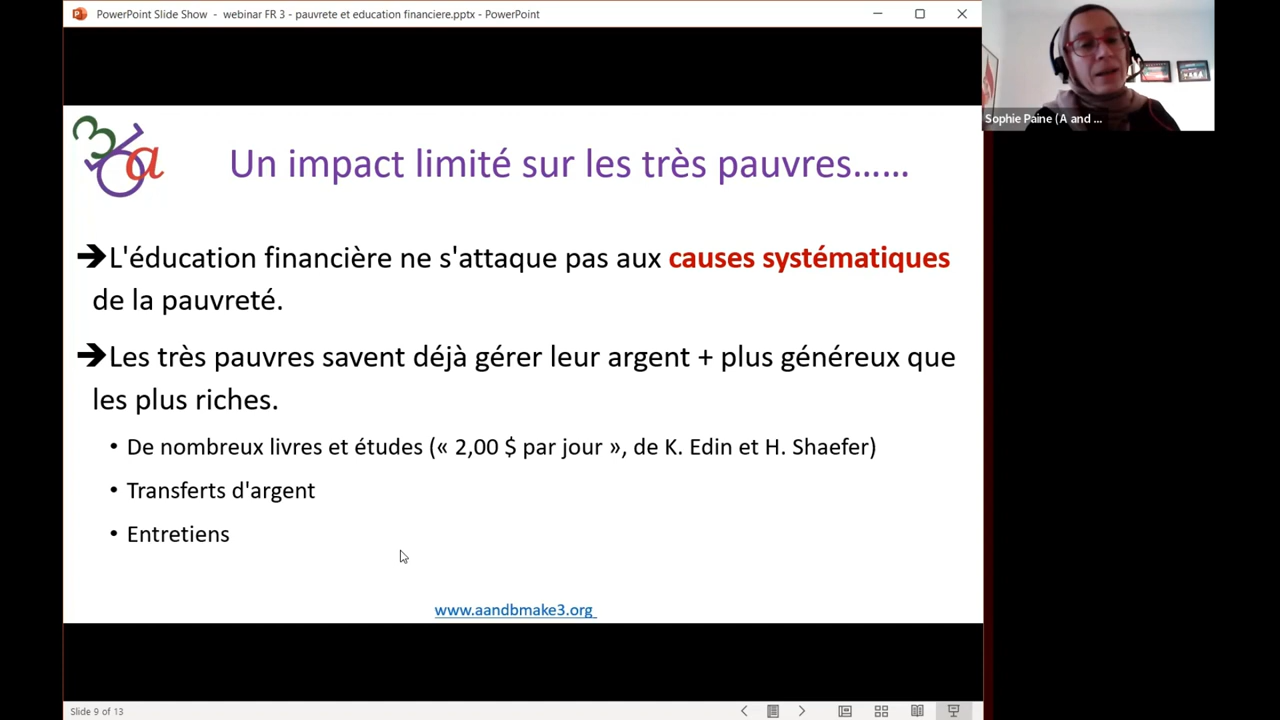 PowerPoint Slide Show - webinar FR 3 - pauvrete et education financiere.pptx - PowerPoint
Sophie Paine (A and ...
36a
Un impact limité sur les très pauvres......
➔L'éducation financière ne s'attaque pas aux causes systématiques
de la pauvreté.
➔Les très pauvres savent déjà gérer leur argent + plus généreux que
les plus riches.
• De nombreux livres et études (« 2,00 $ par jour », de K. Edin et H. Shaefer)
• Transferts d'argent
• Entretiens
www.aandbmake3.org
Slide 9 of 13